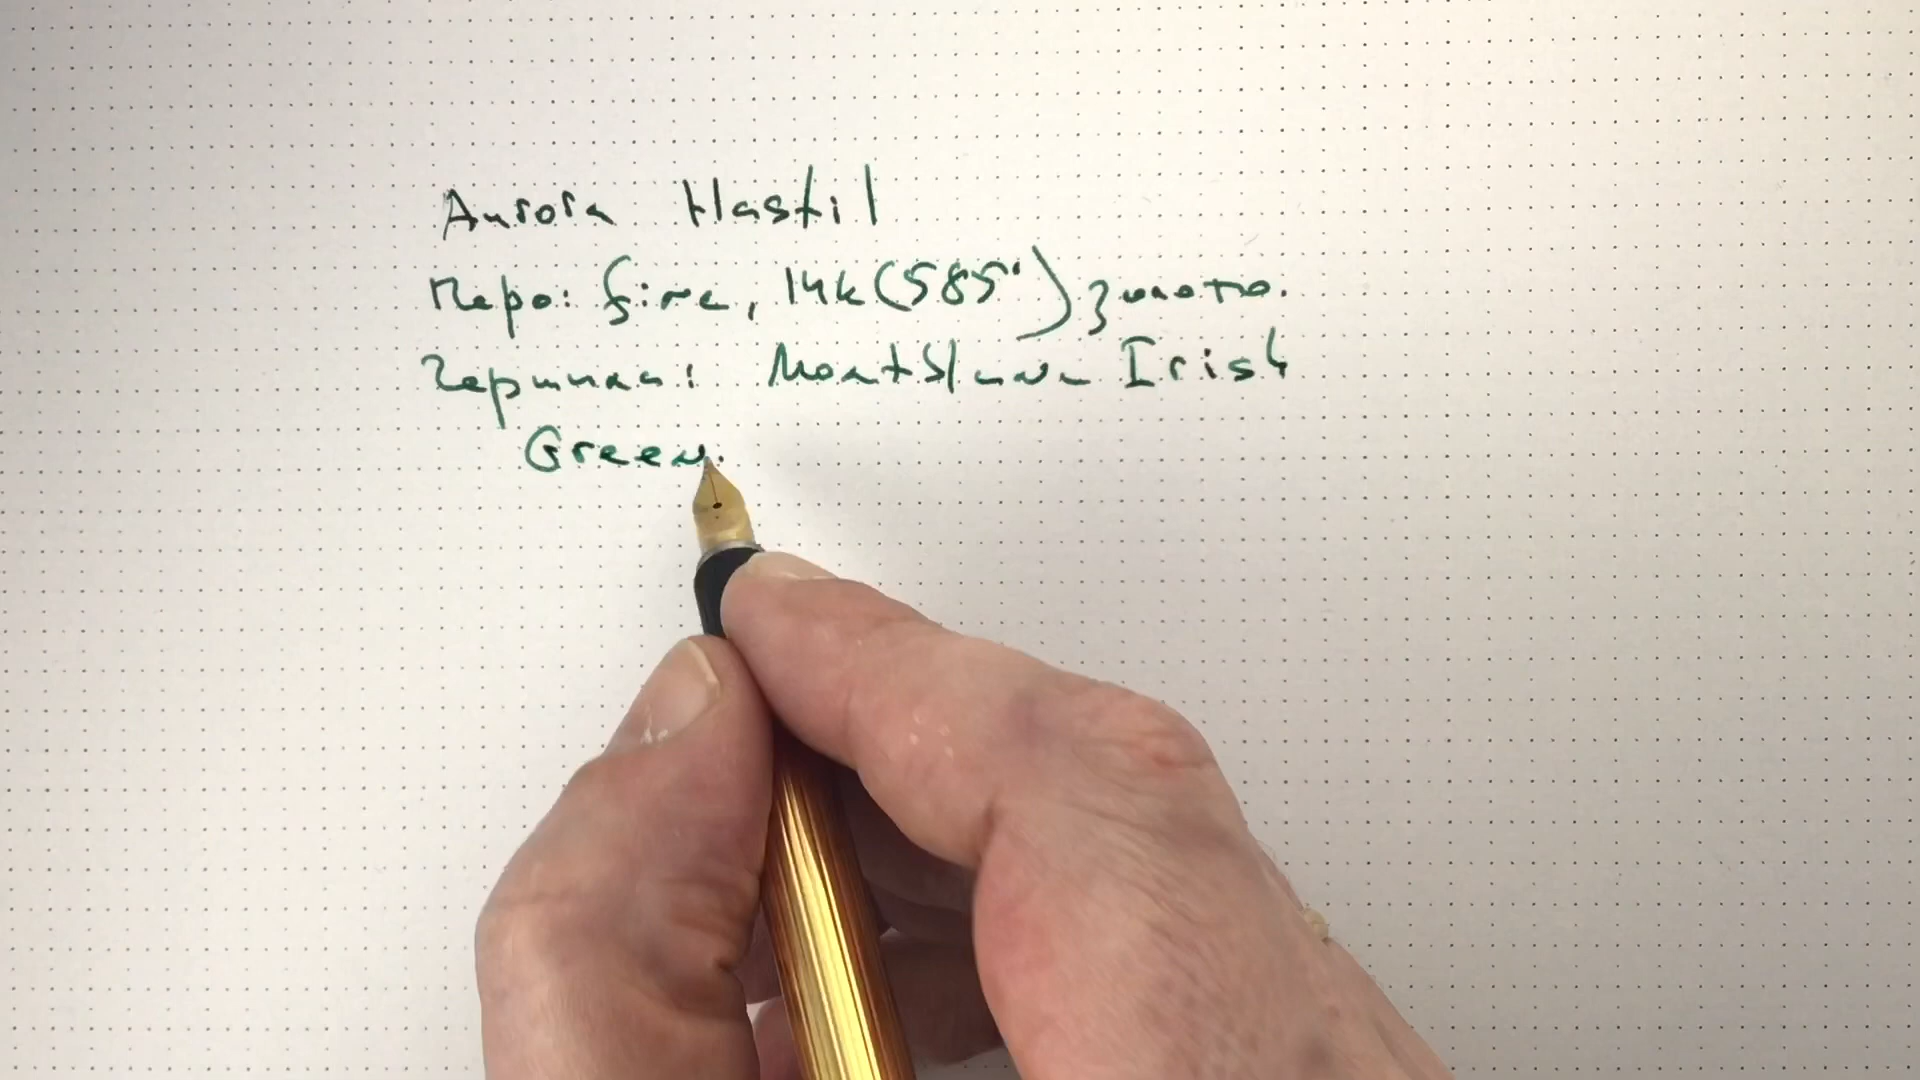 Aurora Hastil
Перо: fine, 14k (585°) золото.
Чернила: MontBlanc Irish
Green.